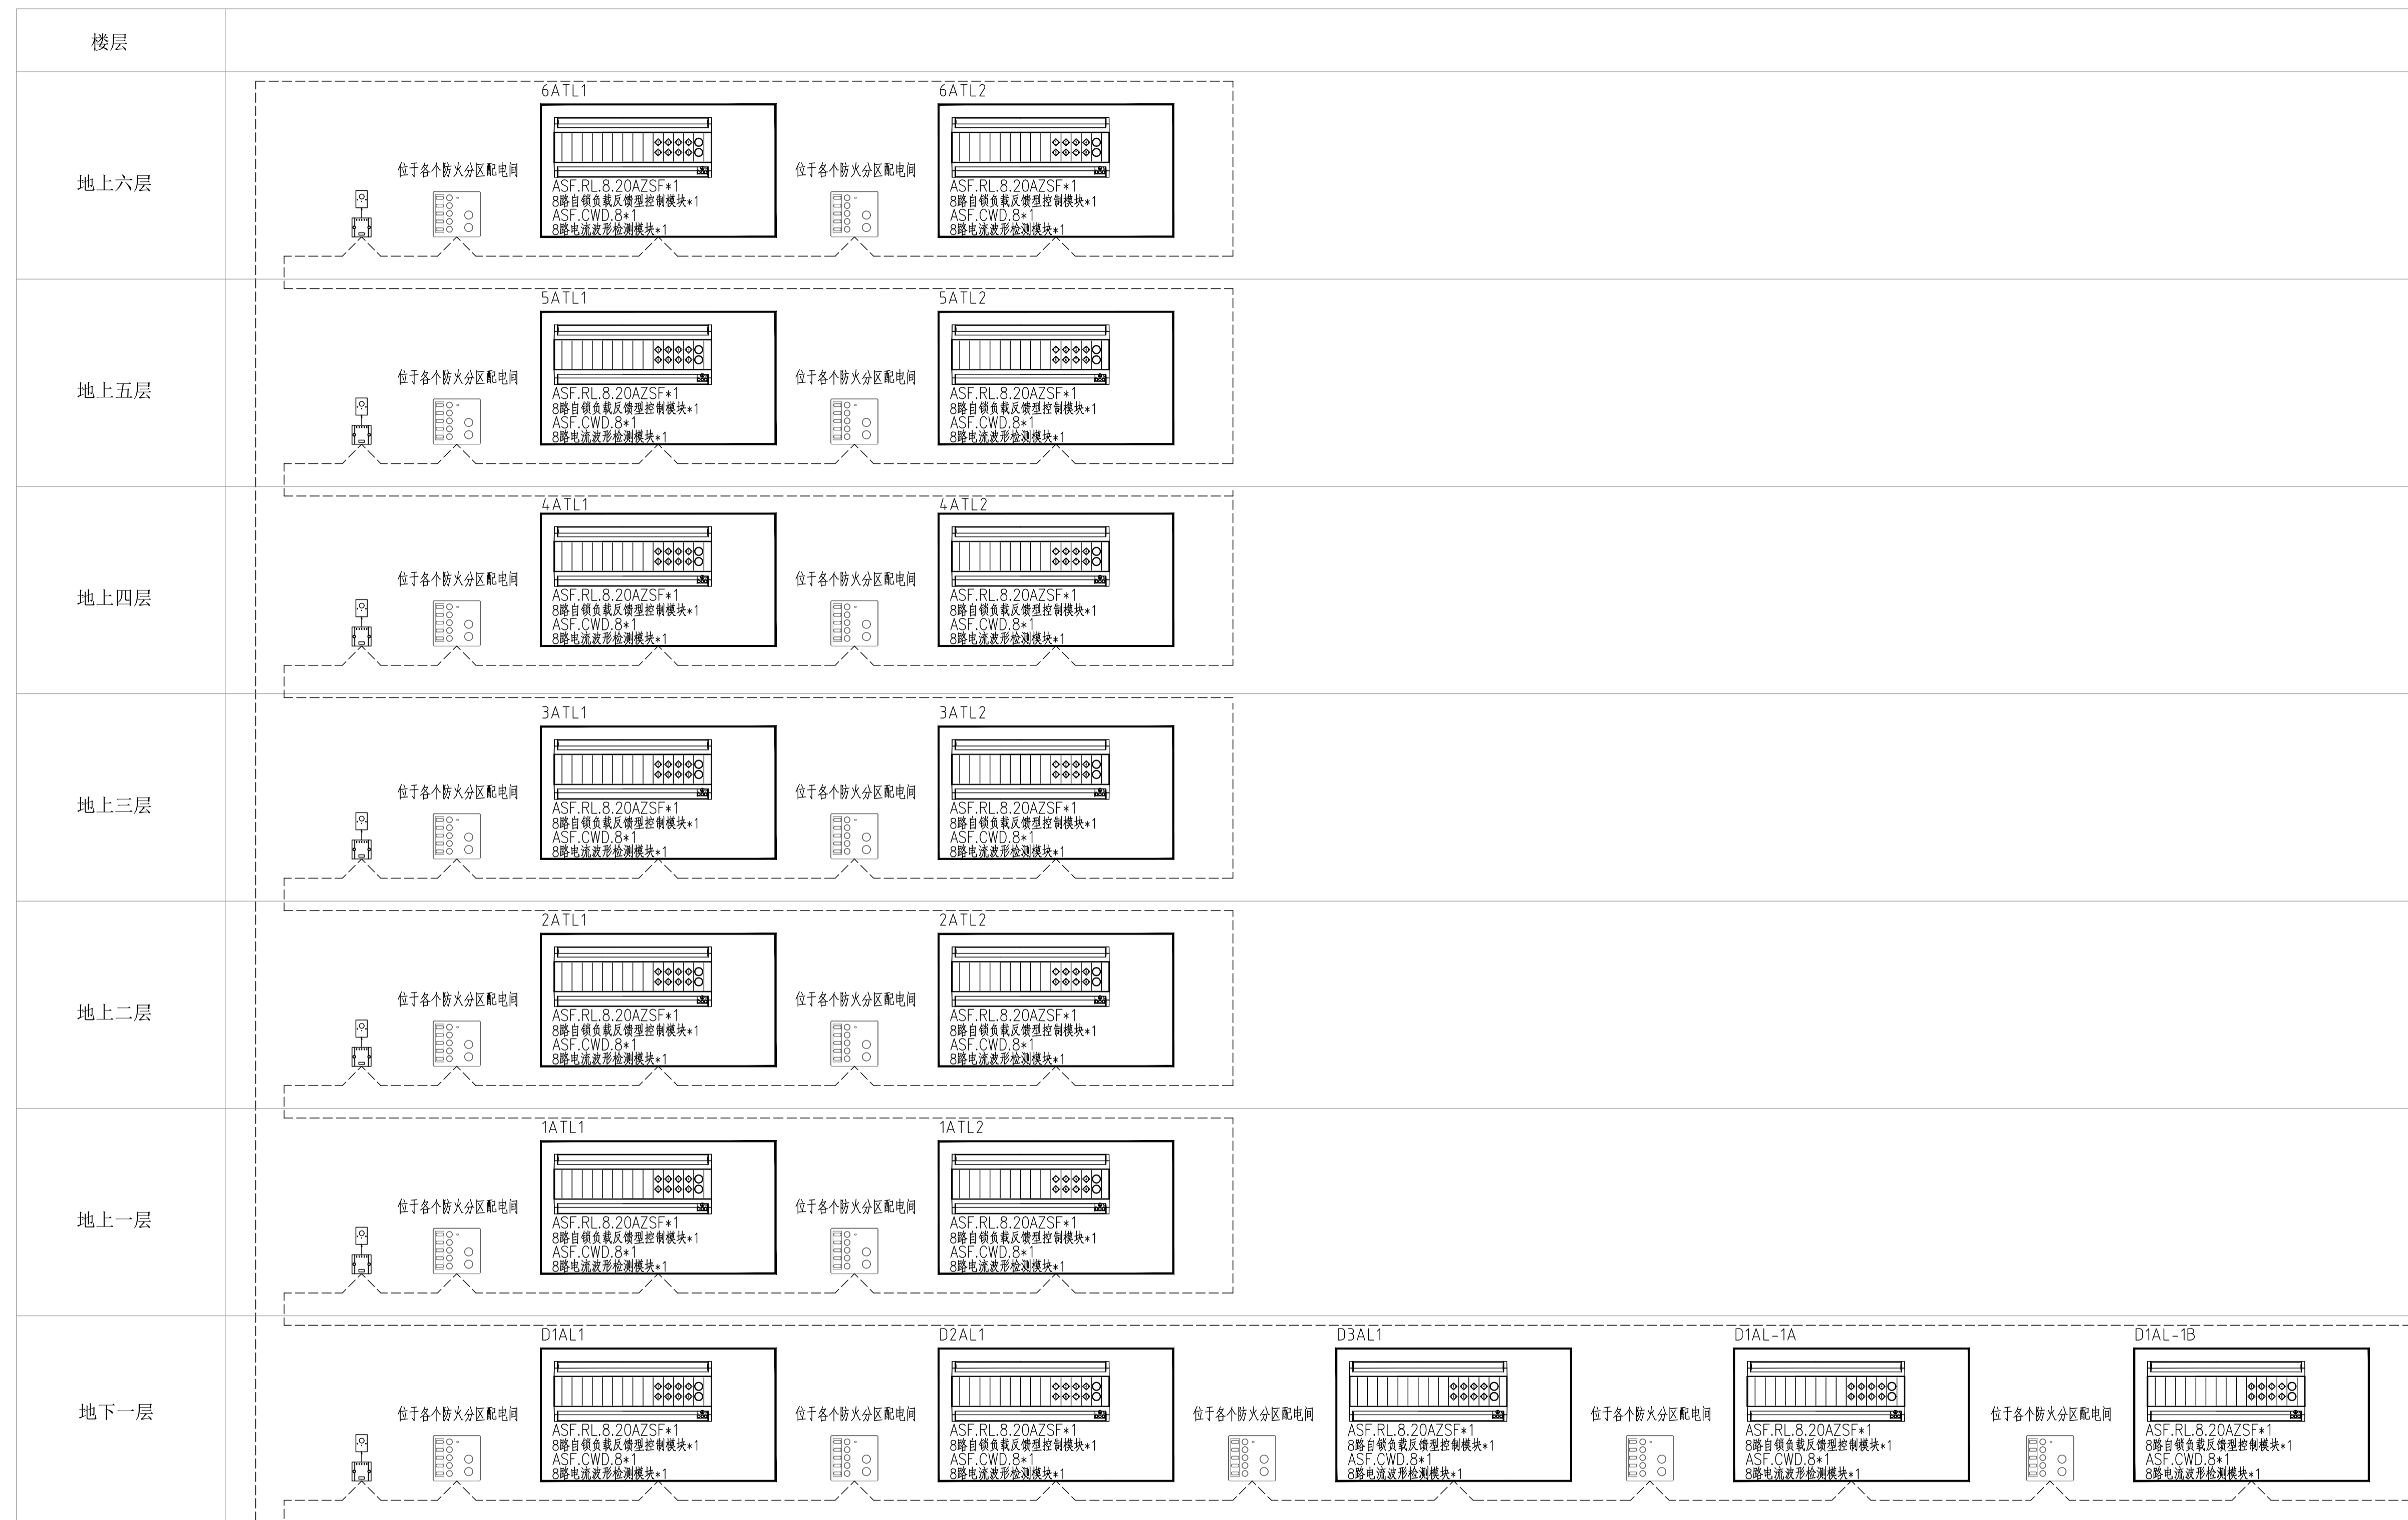 楼层
地上六层
6ATL1
6ATL2
位于各个防火分区配电间
ASF.RL.8.20AZSF*1
8路自锁负载反馈型控制模块*1
ASF.CWD.8*1
8路电流波形检测模块*1
位于各个防火分区配电间
ASF.RL.8.20AZSF*1
8路自锁负载反馈型控制模块*1
ASF.CWD.8*1
8路电流波形检测模块*1
地上五层
5ATL1
5ATL2
位于各个防火分区配电间
ASF.RL.8.20AZSF*1
8路自锁负载反馈型控制模块*1
ASF.CWD.8*1
8路电流波形检测模块*1
位于各个防火分区配电间
ASF.RL.8.20AZSF*1
8路自锁负载反馈型控制模块*1
ASF.CWD.8*1
8路电流波形检测模块*1
地上四层
4ATL1
4ATL2
位于各个防火分区配电间
ASF.RL.8.20AZSF*1
8路自锁负载反馈型控制模块*1
ASF.CWD.8*1
8路电流波形检测模块*1
位于各个防火分区配电间
ASF.RL.8.20AZSF*1
8路自锁负载反馈型控制模块*1
ASF.CWD.8*1
8路电流波形检测模块*1
地上三层
3ATL1
3ATL2
位于各个防火分区配电间
ASF.RL.8.20AZSF*1
8路自锁负载反馈型控制模块*1
ASF.CWD.8*1
8路电流波形检测模块*1
位于各个防火分区配电间
ASF.RL.8.20AZSF*1
8路自锁负载反馈型控制模块*1
ASF.CWD.8*1
8路电流波形检测模块*1
地上二层
2ATL1
2ATL2
位于各个防火分区配电间
ASF.RL.8.20AZSF*1
8路自锁负载反馈型控制模块*1
ASF.CWD.8*1
8路电流波形检测模块*1
位于各个防火分区配电间
ASF.RL.8.20AZSF*1
8路自锁负载反馈型控制模块*1
ASF.CWD.8*1
8路电流波形检测模块*1
地上一层
1ATL1
1ATL2
位于各个防火分区配电间
ASF.RL.8.20AZSF*1
8路自锁负载反馈型控制模块*1
ASF.CWD.8*1
8路电流波形检测模块*1
位于各个防火分区配电间
ASF.RL.8.20AZSF*1
8路自锁负载反馈型控制模块*1
ASF.CWD.8*1
8路电流波形检测模块*1
地下一层
D1AL1
D2AL1
D3AL1
D1AL-1A
D1AL-1B
位于各个防火分区配电间
ASF.RL.8.20AZSF*1
8路自锁负载反馈型控制模块*1
ASF.CWD.8*1
8路电流波形检测模块*1
位于各个防火分区配电间
ASF.RL.8.20AZSF*1
8路自锁负载反馈型控制模块*1
ASF.CWD.8*1
8路电流波形检测模块*1
位于各个防火分区配电间
ASF.RL.8.20AZSF*1
8路自锁负载反馈型控制模块*1
ASF.CWD.8*1
8路电流波形检测模块*1
位于各个防火分区配电间
ASF.RL.8.20AZSF*1
8路自锁负载反馈型控制模块*1
ASF.CWD.8*1
8路电流波形检测模块*1
位于各个防火分区配电间
ASF.RL.8.20AZSF*1
8路自锁负载反馈型控制模块*1
ASF.CWD.8*1
8路电流波形检测模块*1